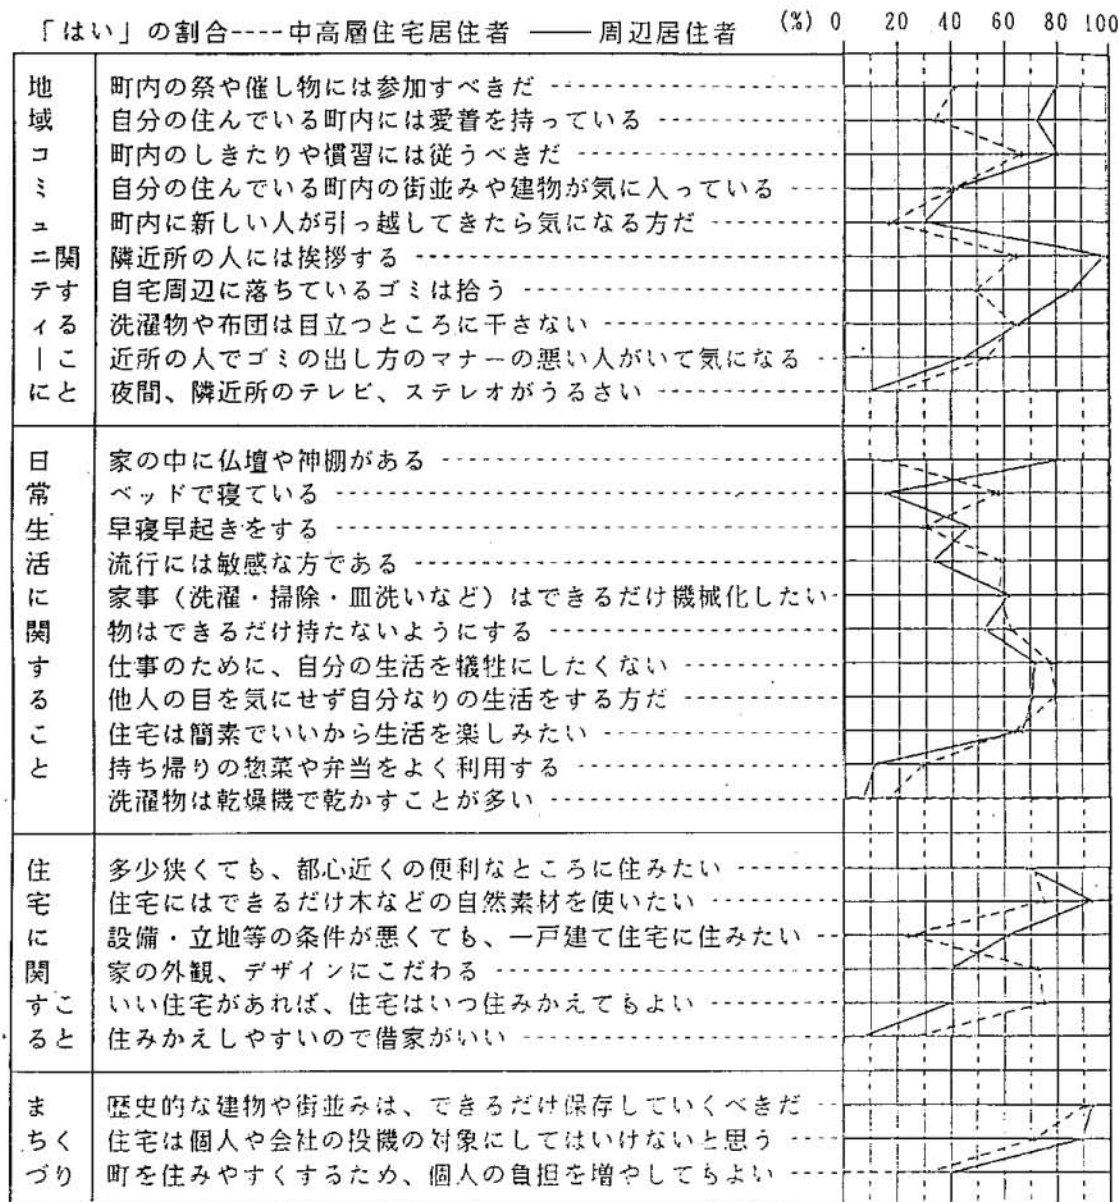 「はい」の割合----中高層住宅居住者 ——周辺居住者 (%) 0 20 40 60 80 100
地域コミュニティーに関すること
町内の祭や催し物には参加すべきだ
自分の住んでいる町内には愛着を持っている
町内のしきたりや慣習には従うべきだ
自分の住んでいる町内の街並みや建物が気に入っている
町内に新しい人が引っ越してきたら気になる方だ
隣近所の人には挨拶する
自宅周辺に落ちているゴミは拾う
洗濯物や布団は目立つところに干さない
近所の人でゴミの出し方のマナーの悪い人がいて気になる
夜間、隣近所のテレビ、ステレオがうるさい
日常生活に関すること
家の中に仏壇や神棚がある
ベッドで寝ている
早寝早起きをする
流行には敏感な方である
家事（洗濯・掃除・皿洗いなど）はできるだけ機械化したい
物はできるだけ持たないようにする
仕事のために、自分の生活を犠牲にしたくない
他人の目を気にせず自分なりの生活をする方だ
住宅は簡素でいいから生活を楽しみたい
持ち帰りの惣菜や弁当をよく利用する
洗濯物は乾燥機で乾かすことが多い
住宅に関すること
多少狭くても、都心近くの便利なところに住みたい
住宅にはできるだけ木などの自然素材を使いたい
設備・立地等の条件が悪くても、一戸建て住宅に住みたい
家の外観、デザインにこだわる
いい住宅があれば、住宅はいつ住みかえてもよい
住みかえしやすいので借家がいい
まちづくり
歴史的な建物や街並みは、できるだけ保存していくべきだ
住宅は個人や会社の投機の対象にしてはいけないと思う
町を住みやすくするため、個人の負担を増やしてもよい